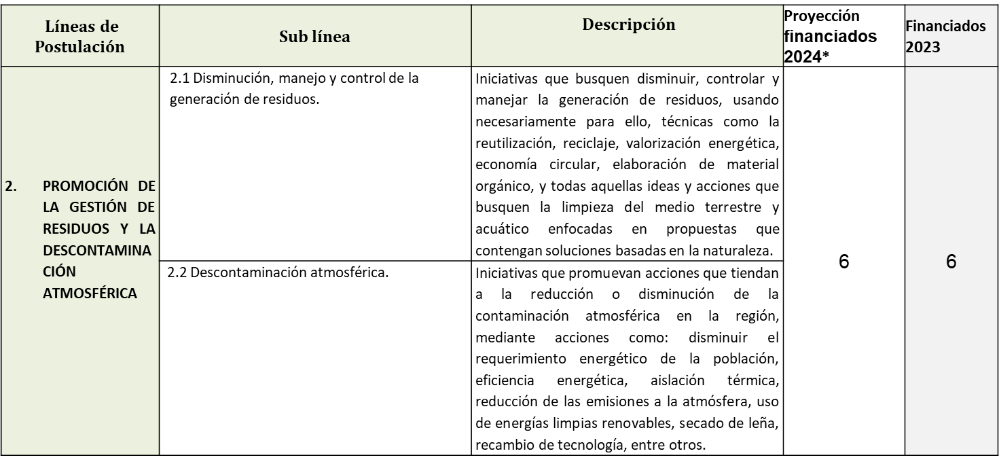 Líneas de
Postulación
Sub línea
Descripción
Proyección
financiados
2024*
Financiados
2023
2. PROMOCIÓN DE
LA GESTIÓN DE
RESIDUOS Y LA
DESCONTAMINA
CIÓN
ATMOSFÉRICA
2.1 Disminución, manejo y control de la
generación de residuos.
Iniciativas que busquen disminuir, controlar y
manejar la generación de residuos, usando
necesariamente para ello, técnicas como la
reutilización, reciclaje, valorización energética,
economía circular, elaboración de material
orgánico, y todas aquellas ideas y acciones que
busquen la limpieza del medio terrestre y
acuático enfocadas en propuestas que
contengan soluciones basadas en la naturaleza.
6
6
2.2 Descontaminación atmosférica.
Iniciativas que promuevan acciones que tiendan
a la reducción o disminución de la
contaminación atmosférica en la región,
mediante acciones como: disminuir el
requerimiento energético de la población,
eficiencia energética, aislación térmica,
reducción de las emisiones a la atmósfera, uso
de energías limpias renovables, secado de leña,
recambio de tecnología, entre otros.